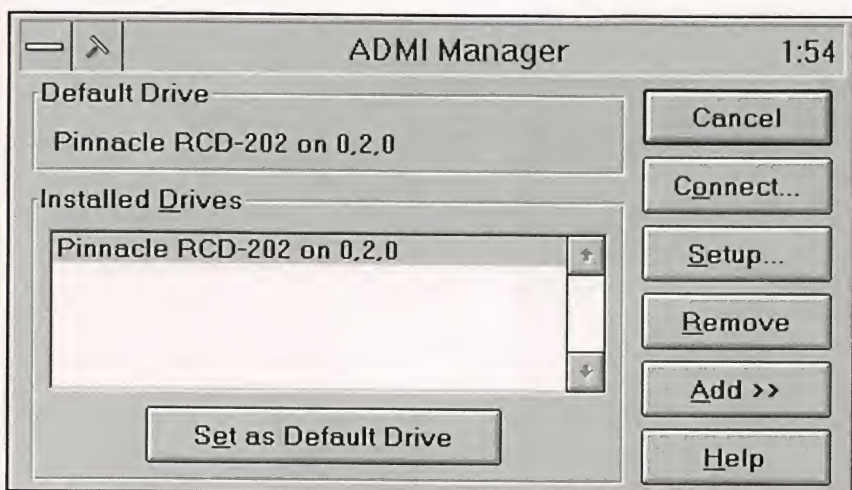 ADMI Manager 1:54
Default Drive
Pinnacle RCD-202 on 0,2,0
Installed Drives
Pinnacle RCD-202 on 0,2,0
Set as Default Drive
Cancel
Connect...
Setup...
Remove
Add >>
Help